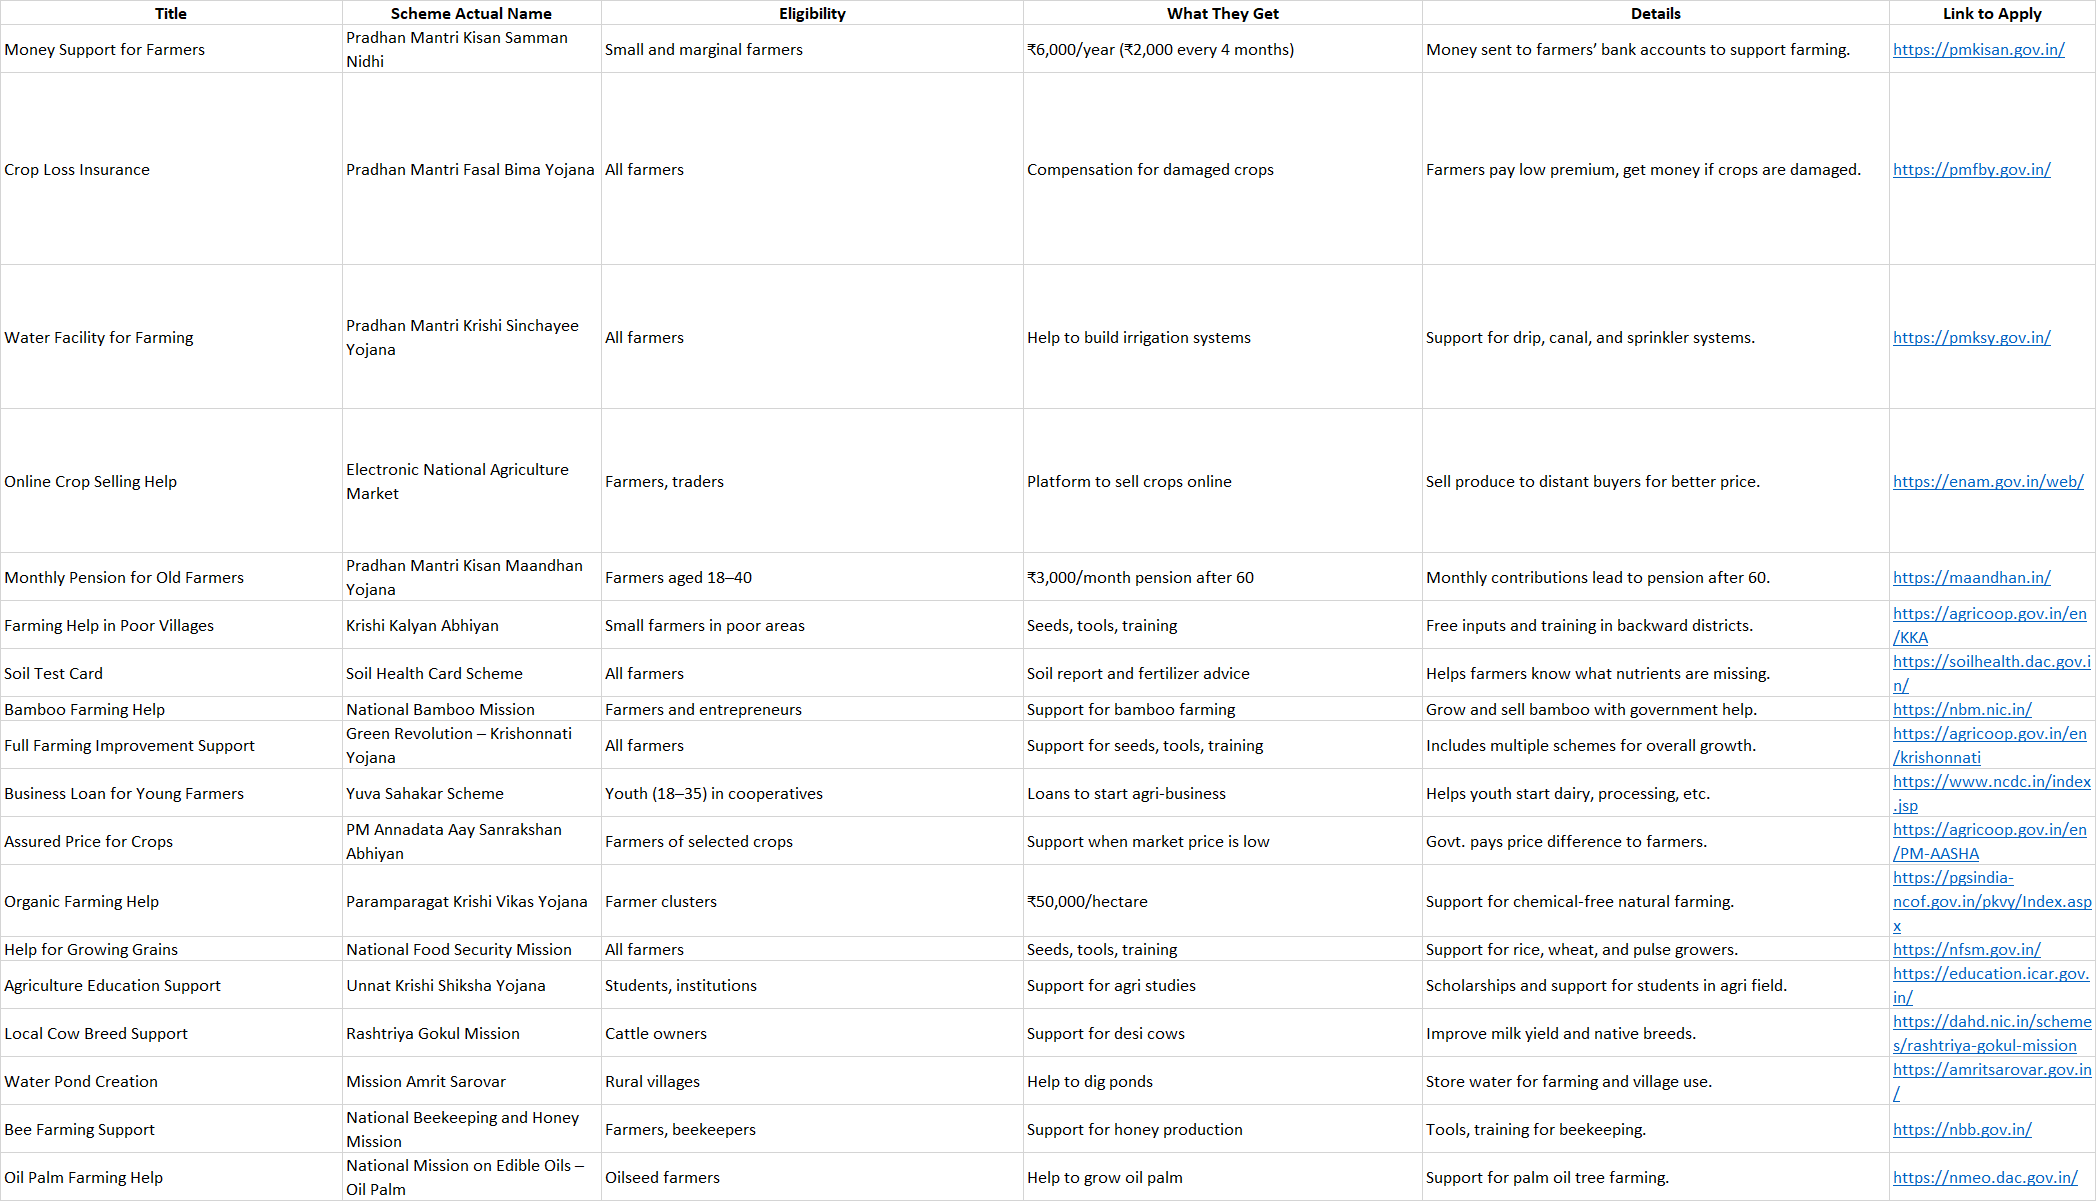 Title Scheme Actual Name Eligibility What They Get Details Link to Apply
Money Support for Farmers
Pradhan Mantri Kisan Samman
Nidhi
Small and marginal farmers
₹6,000/year (₹2,000 every 4 months)
Money sent to farmers’ bank accounts to support farming.
https://pmkisan.gov.in/
Crop Loss Insurance
Pradhan Mantri Fasal Bima Yojana
All farmers
Compensation for damaged crops
Farmers pay low premium, get money if crops are damaged.
https://pmfby.gov.in/
Water Facility for Farming
Pradhan Mantri Krishi Sinchayee
Yojana
All farmers
Help to build irrigation systems
Support for drip, canal, and sprinkler systems.
https://pmksy.gov.in/
Online Crop Selling Help
Electronic National Agriculture
Market
Farmers, traders
Platform to sell crops online
Sell produce to distant buyers for better price.
https://enam.gov.in/web/
Monthly Pension for Old Farmers
Pradhan Mantri Kisan Maandhan
Yojana
Farmers aged 18–40
₹3,000/month pension after 60
Monthly contributions lead to pension after 60.
https://maandhan.in/
Farming Help in Poor Villages
Krishi Kalyan Abhiyan
Small farmers in poor areas
Seeds, tools, training
Free inputs and training in backward districts.
https://agricoop.gov.in/en
/KKA
Soil Test Card
Soil Health Card Scheme
All farmers
Soil report and fertilizer advice
Helps farmers know what nutrients are missing.
https://soilhealth.dac.gov.i
n/
Bamboo Farming Help
National Bamboo Mission
Farmers and entrepreneurs
Support for bamboo farming
Grow and sell bamboo with government help.
https://nbm.nic.in/
Full Farming Improvement Support
Green Revolution – Krishonnati
Yojana
All farmers
Support for seeds, tools, training
Includes multiple schemes for overall growth.
https://agricoop.gov.in/en
/krishonnati
Business Loan for Young Farmers
Yuva Sahakar Scheme
Youth (18–35) in cooperatives
Loans to start agri-business
Helps youth start dairy, processing, etc.
https://www.ncdc.in/index
.jsp
Assured Price for Crops
PM Annadata Aay Sanrakshan
Abhiyan
Farmers of selected crops
Support when market price is low
Govt. pays price difference to farmers.
https://agricoop.gov.in/en
/PM-AASHA
Organic Farming Help
Paramparagat Krishi Vikas Yojana
Farmer clusters
₹50,000/hectare
Support for chemical-free natural farming.
https://pgsindia-
ncof.gov.in/pkvy/Index.asp
x
Help for Growing Grains
National Food Security Mission
All farmers
Seeds, tools, training
Support for rice, wheat, and pulse growers.
https://nfsm.gov.in/
Agriculture Education Support
Unnat Krishi Shiksha Yojana
Students, institutions
Support for agri studies
Scholarships and support for students in agri field.
https://education.icar.gov.
in/
Local Cow Breed Support
Rashtriya Gokul Mission
Cattle owners
Support for desi cows
Improve milk yield and native breeds.
https://dahd.nic.in/scheme
s/rashtriya-gokul-mission
Water Pond Creation
Mission Amrit Sarovar
Rural villages
Help to dig ponds
Store water for farming and village use.
https://amritsarovar.gov.in
/
Bee Farming Support
National Beekeeping and Honey
Mission
Farmers, beekeepers
Support for honey production
Tools, training for beekeeping.
https://nbb.gov.in/
Oil Palm Farming Help
National Mission on Edible Oils –
Oil Palm
Oilseed farmers
Help to grow oil palm
Support for palm oil tree farming.
https://nmeo.dac.gov.in/